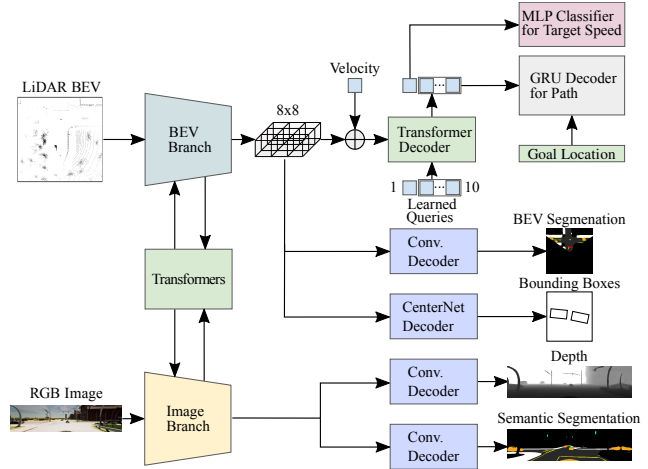 MLP Classifier
for Target Speed
LiDAR BEV
Velocity
8x8
BEV
Branch
Transformer
Decoder
GRU Decoder
for Path
Goal Location
1
10
Learned
Queries
BEV Segmenation
Conv.
Decoder
Transformers
Bounding Boxes
CenterNet
Decoder
Depth
RGB Image
Image
Branch
Conv.
Decoder
Semantic Segmentation
Conv.
Decoder